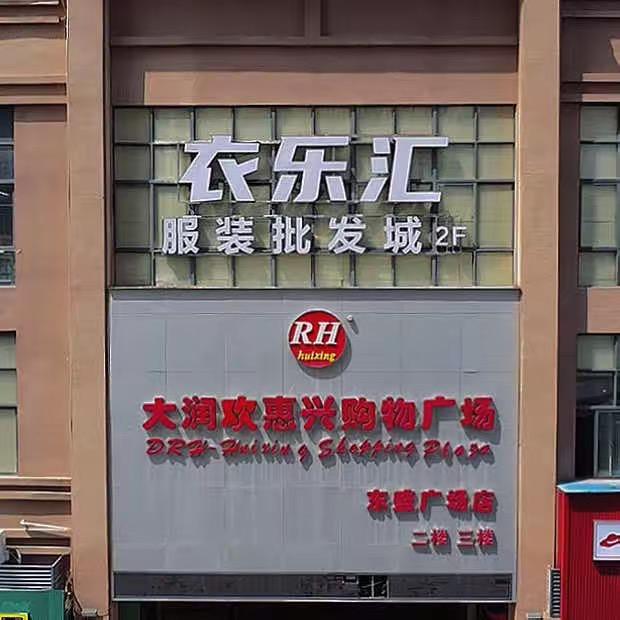 衣乐汇
服装批发城 2F
RH
huixing
大润欢惠兴购物广场
DRH-Huixing Shopping Plaza
东盛广场店
二楼 三楼